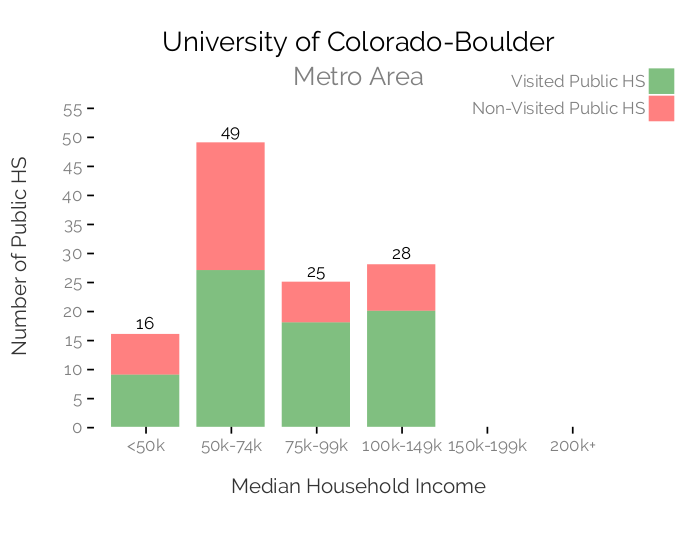 University of Colorado-Boulder
Metro Area
Visited Public HS
Non-Visited Public HS
Number of Public HS
55
50
45
40
35
30
25
20
15
10
5
0
16
49
25
28
<50k
50k-74k
75k-99k
100k-149k
150k-199k
200k+
Median Household Income